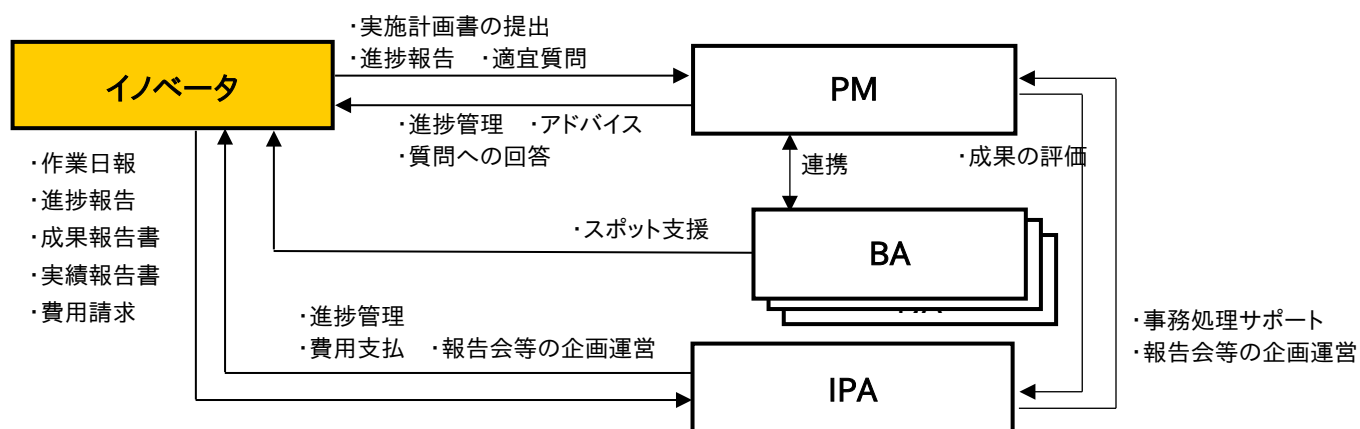 ・実施計画書の提出
・進捗報告 ・適宜質問
イノベータ
PM
・進捗管理 ・アドバイス
・質問への回答
連携
・成果の評価
・作業日報
・進捗報告
・成果報告書
・実績報告書
・費用請求
・スポット支援
BA
・進捗管理
・費用支払 ・報告会等の企画運営
・事務処理サポート
・報告会等の企画運営
IPA